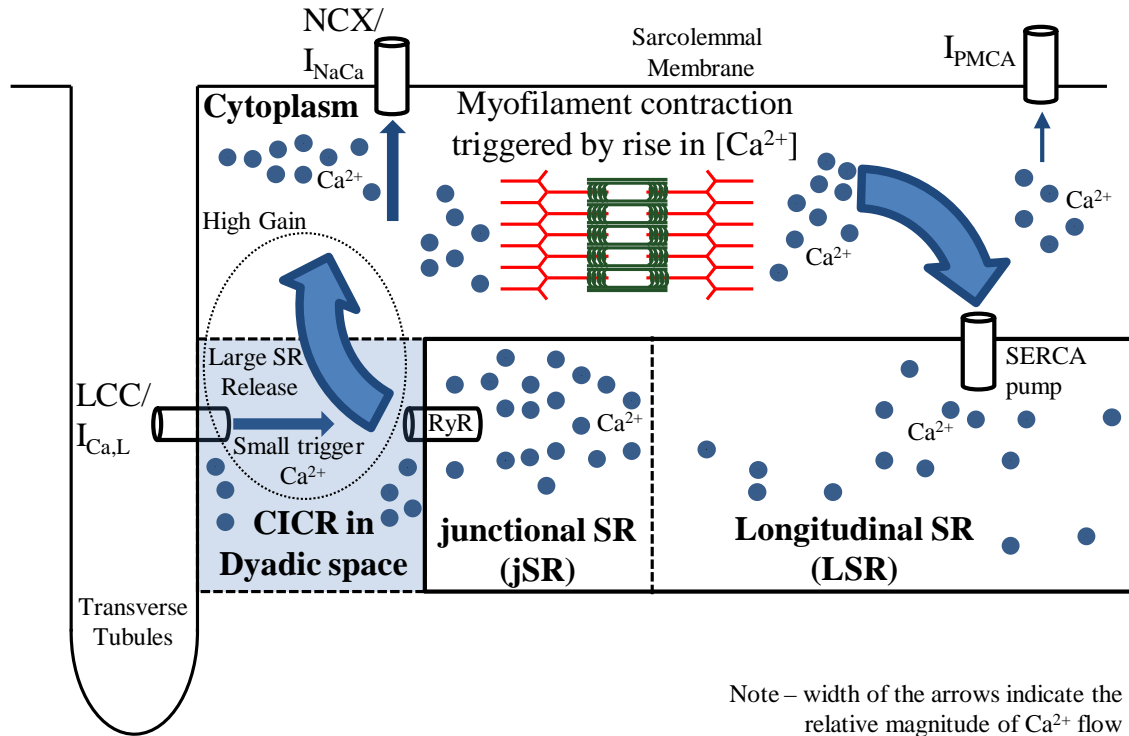 NCX/
I_NaCa
Sarcolemmal
Membrane
I_PMCA
Cytoplasm
Myofilament contraction
triggered by rise in [Ca²⁺]
Ca²⁺
Ca²⁺
Ca²⁺
High Gain
Large SR
Release
SERCA
pump
LCC/
I_Ca,L
Small trigger
Ca²⁺
RyR
Ca²⁺
Ca²⁺
CICR in
Dyadic space
junctional SR
(jSR)
Longitudinal SR
(LSR)
Transverse
Tubules
Note – width of the arrows indicate the
relative magnitude of Ca²⁺ flow